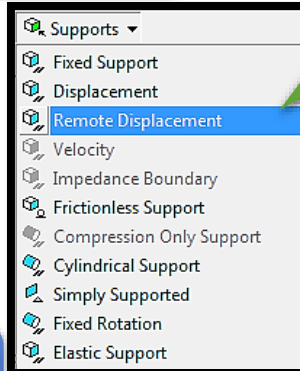 Supports
Fixed Support
Displacement
Remote Displacement
Velocity
Impedance Boundary
Frictionless Support
Compression Only Support
Cylindrical Support
Simply Supported
Fixed Rotation
Elastic Support